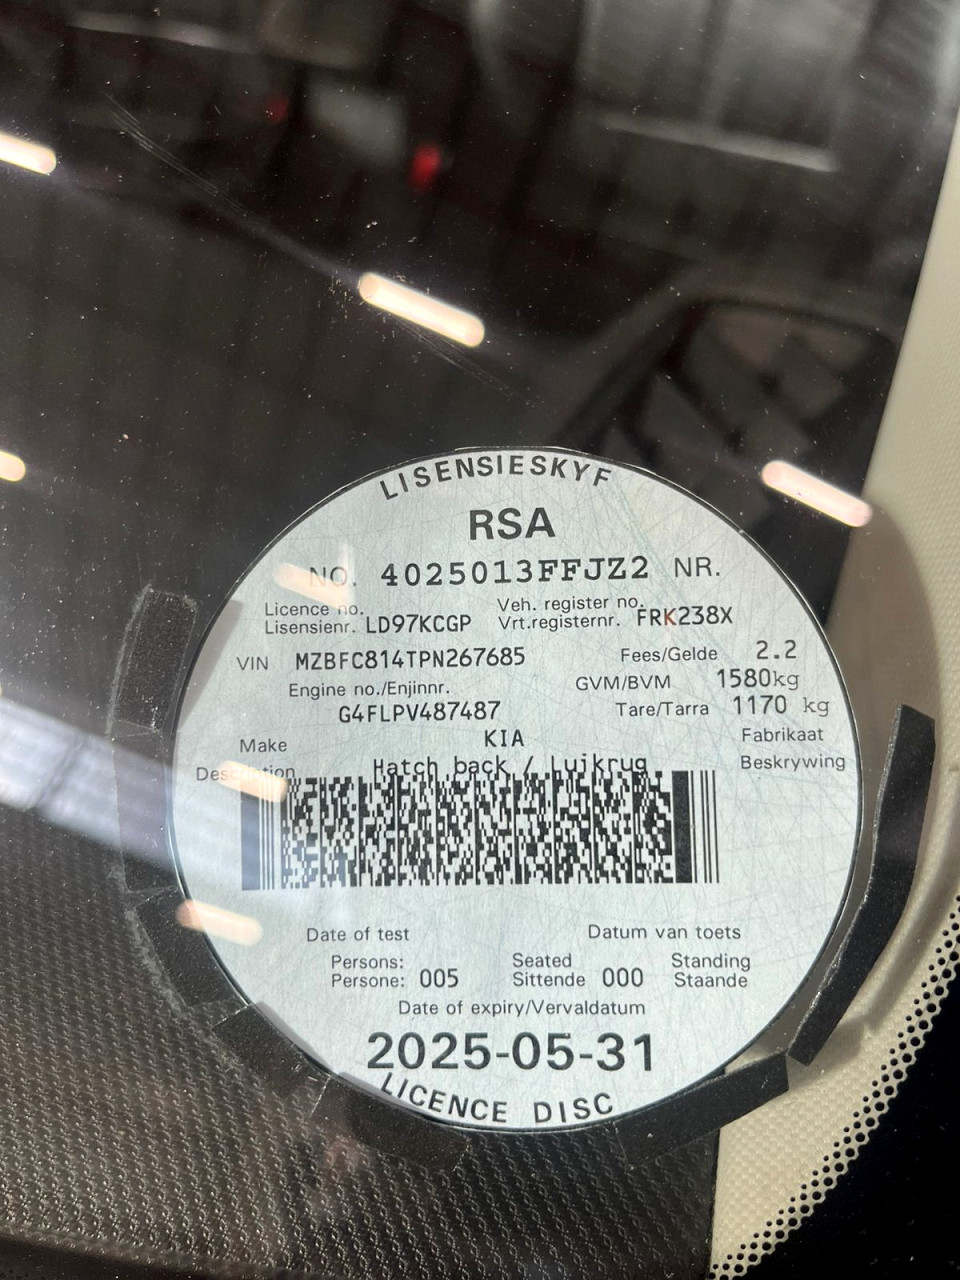 LISENSIESKYF
RSA
NO. 4025013FFJZ2 NR.
Licence no. Veh. register no.
Lisensienr. LD97KCGP Vrt.registernr. FRK238X
VIN MZBFC814TPN267685 Fees/Gelde 2.2
Engine no./Enjinnr. GVM/BVM 1580kg
G4FLPV487487 Tare/Tarra 1170 kg
Make KIA Fabrikaat
Description Hatch back / Luikrug Beskrywing
Date of test Datum van toets
Persons: Seated Standing
Persone: 005 Sittende 000 Staande
Date of expiry/Vervaldatum
2025-05-31
LICENCE DISC